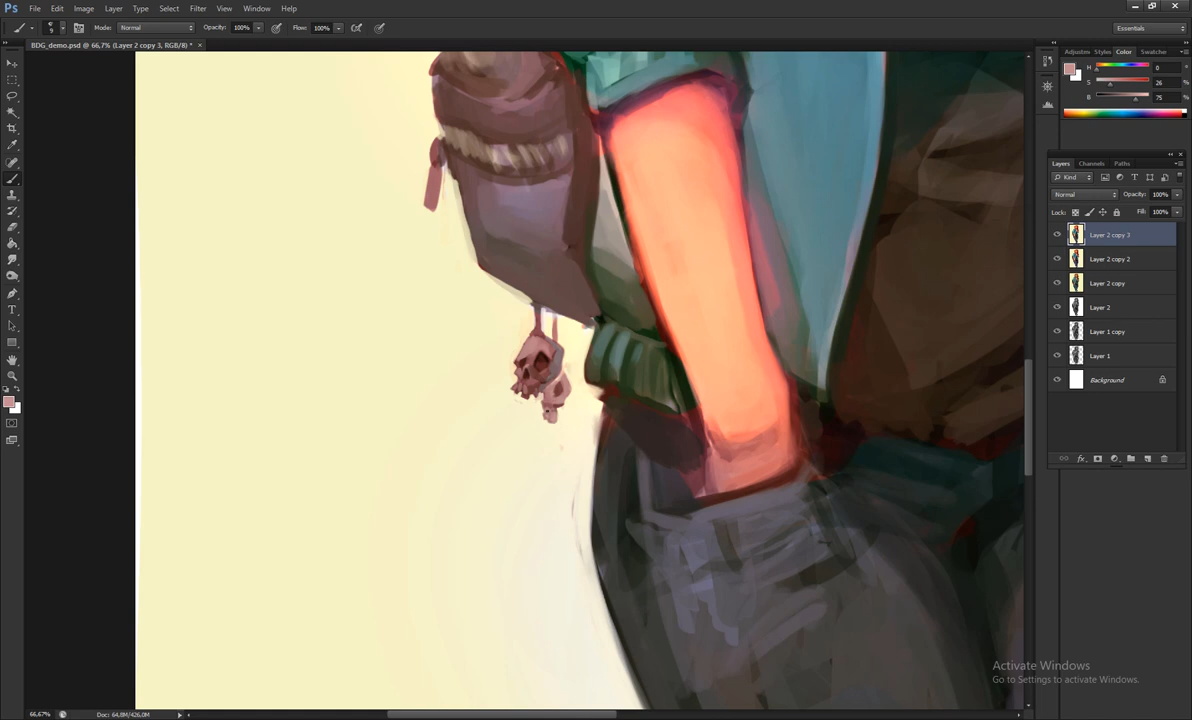 Ps File Edit Image Layer Type Select Filter View Window Help
9 Mode: Normal Opacity: 100% Flow: 100% Essentials
BDG_demo.psd @ 66,7% (Layer 2 copy 3, RGB/8) * ×
Adjustm Styles Color Swatche
H 0 °
S 26 %
B 75 %
Layers Channels Paths
Kind
Normal Opacity: 100%
Lock: Fill: 100%
Layer 2 copy 3
Layer 2 copy 2
Layer 2 copy
Layer 2
Layer 1 copy
Layer 1
Background
fx
Activate Windows
Go to Settings to activate Windows.
66,67% Doc: 64,8M/426,0M